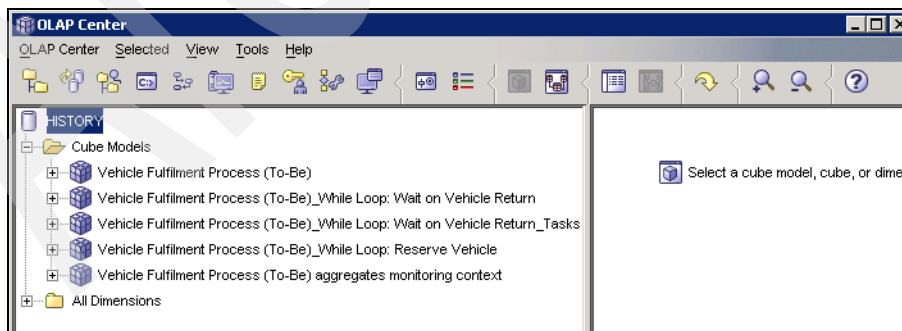 OLAP Center
OLAP Center Selected View Tools Help
HISTORY
Cube Models
Vehicle Fulfilment Process (To-Be)
Vehicle Fulfilment Process (To-Be)_While Loop: Wait on Vehicle Return
Vehicle Fulfilment Process (To-Be)_While Loop: Wait on Vehicle Return_Tasks
Vehicle Fulfilment Process (To-Be)_While Loop: Reserve Vehicle
Vehicle Fulfilment Process (To-Be) aggregates monitoring context
All Dimensions
Select a cube model, cube, or dime